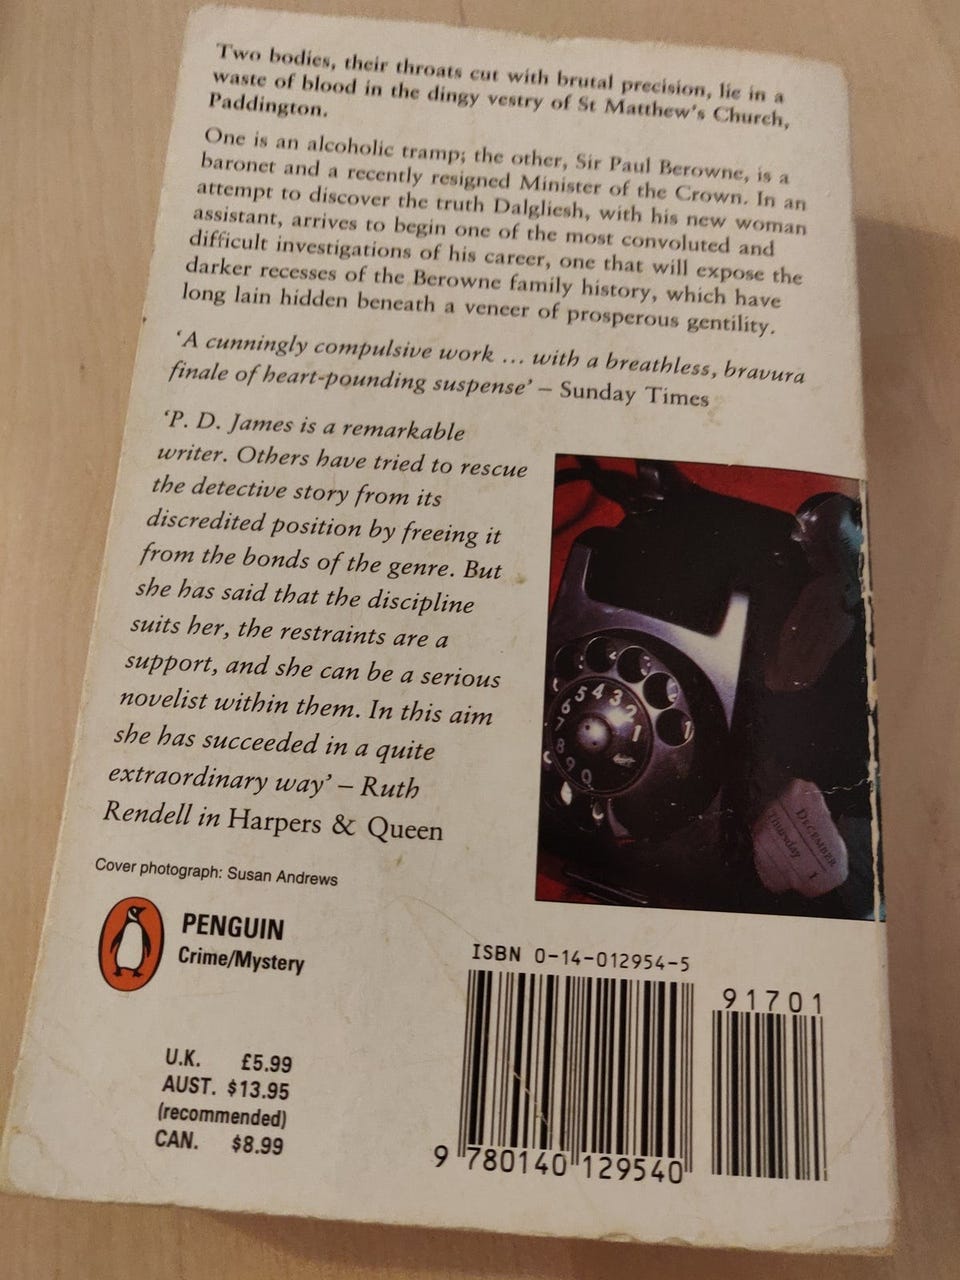 Two bodies, their throats cut with brutal precision, lie in a
waste of blood in the dingy vestry of St Matthew's Church,
Paddington.
One is an alcoholic tramp; the other, Sir Paul Berowne, is a
baronet and a recently resigned Minister of the Crown. In an
attempt to discover the truth Dalgliesh, with his new woman
assistant, arrives to begin one of the most convoluted and
difficult investigations of his career, one that will expose the
darker recesses of the Berowne family history, which have
long lain hidden beneath a veneer of prosperous gentility.
'A cunningly compulsive work ... with a breathless, bravura
finale of heart-pounding suspense' – Sunday Times
'P. D. James is a remarkable
writer. Others have tried to rescue
the detective story from its
discredited position by freeing it
from the bonds of the genre. But
she has said that the discipline
suits her, the restraints are a
support, and she can be a serious
novelist within them. In this aim
she has succeeded in a quite
extraordinary way' – Ruth
Rendell in Harpers & Queen
1 2 3 4 5 6 7 8 9 0
DECEMBER
Thursday 1
Cover photograph: Susan Andrews
PENGUIN
Crime/Mystery
ISBN 0-14-012954-5
91701
9 780140 129540
U.K. £5.99
AUST. $13.95
(recommended)
CAN. $8.99